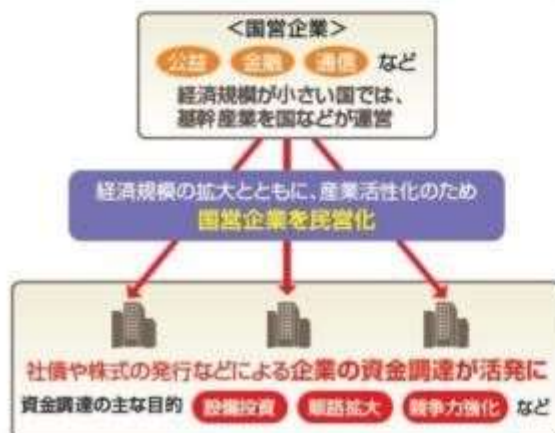 ＜国営企業＞
公益 金融 通信 など
経済規模が小さい国では、
基幹産業を国などが運営
経済規模の拡大とともに、産業活性化のため
国営企業を民営化
社債や株式の発行などによる企業の資金調達が活発に
資金調達の主な目的 設備投資 販路拡大 競争力強化 など